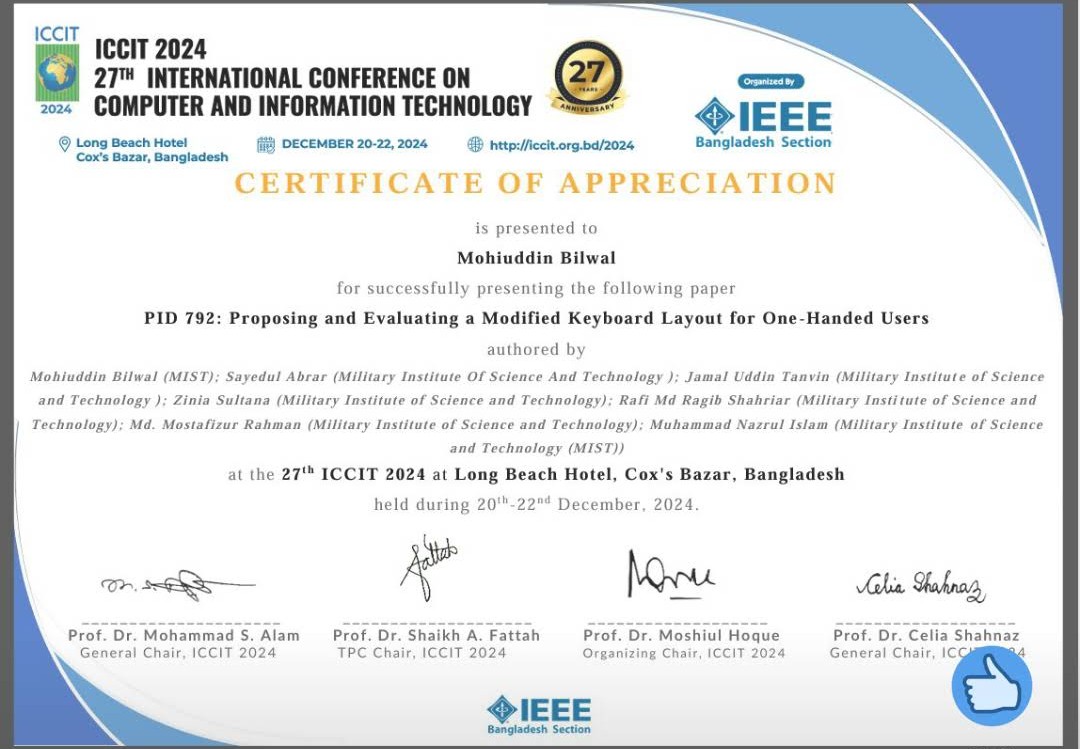 ICCIT
2024
ICCIT 2024
27TH INTERNATIONAL CONFERENCE ON
COMPUTER AND INFORMATION TECHNOLOGY
27
YEARS
ANNIVERSARY
Organized By
IEEE
Bangladesh Section
Long Beach Hotel
Cox's Bazar, Bangladesh
DECEMBER 20-22, 2024
http://iccit.org.bd/2024
CERTIFICATE OF APPRECIATION
is presented to
Mohiuddin Bilwal
for successfully presenting the following paper
PID 792: Proposing and Evaluating a Modified Keyboard Layout for One-Handed Users
authored by
Mohiuddin Bilwal (MIST); Sayedul Abrar (Military Institute Of Science And Technology ); Jamal Uddin Tanvin (Military Institute of Science
and Technology ); Zinia Sultana (Military Institute of Science and Technology); Rafi Md Ragib Shahriar (Military Institute of Science and
Technology); Md. Mostafizur Rahman (Military Institute of Science and Technology); Muhammad Nazrul Islam (Military Institute of Science
and Technology (MIST))
at the 27th ICCIT 2024 at Long Beach Hotel, Cox's Bazar, Bangladesh
held during 20th-22nd December, 2024.
Fattah
Celia Shahnaz
Prof. Dr. Mohammad S. Alam
General Chair, ICCIT 2024
Prof. Dr. Shaikh A. Fattah
TPC Chair, ICCIT 2024
Prof. Dr. Moshiul Hoque
Organizing Chair, ICCIT 2024
Prof. Dr. Celia Shahnaz
General Chair, ICC 24
IEEE
Bangladesh Section